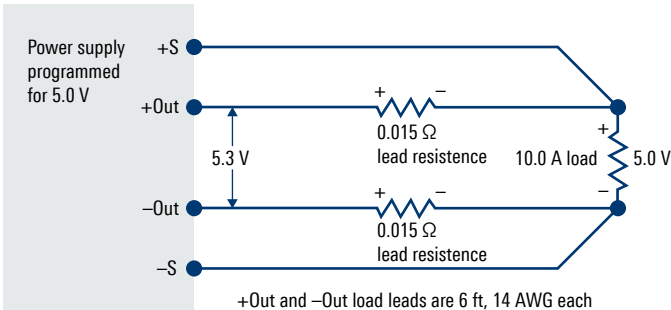 Power supply
programmed
for 5.0 V
+S
+Out
–Out
–S
5.3 V
+ –
0.015 Ω
lead resistence
+ –
0.015 Ω
lead resistence
10.0 A load
+
–
5.0 V
+Out and –Out load leads are 6 ft, 14 AWG each